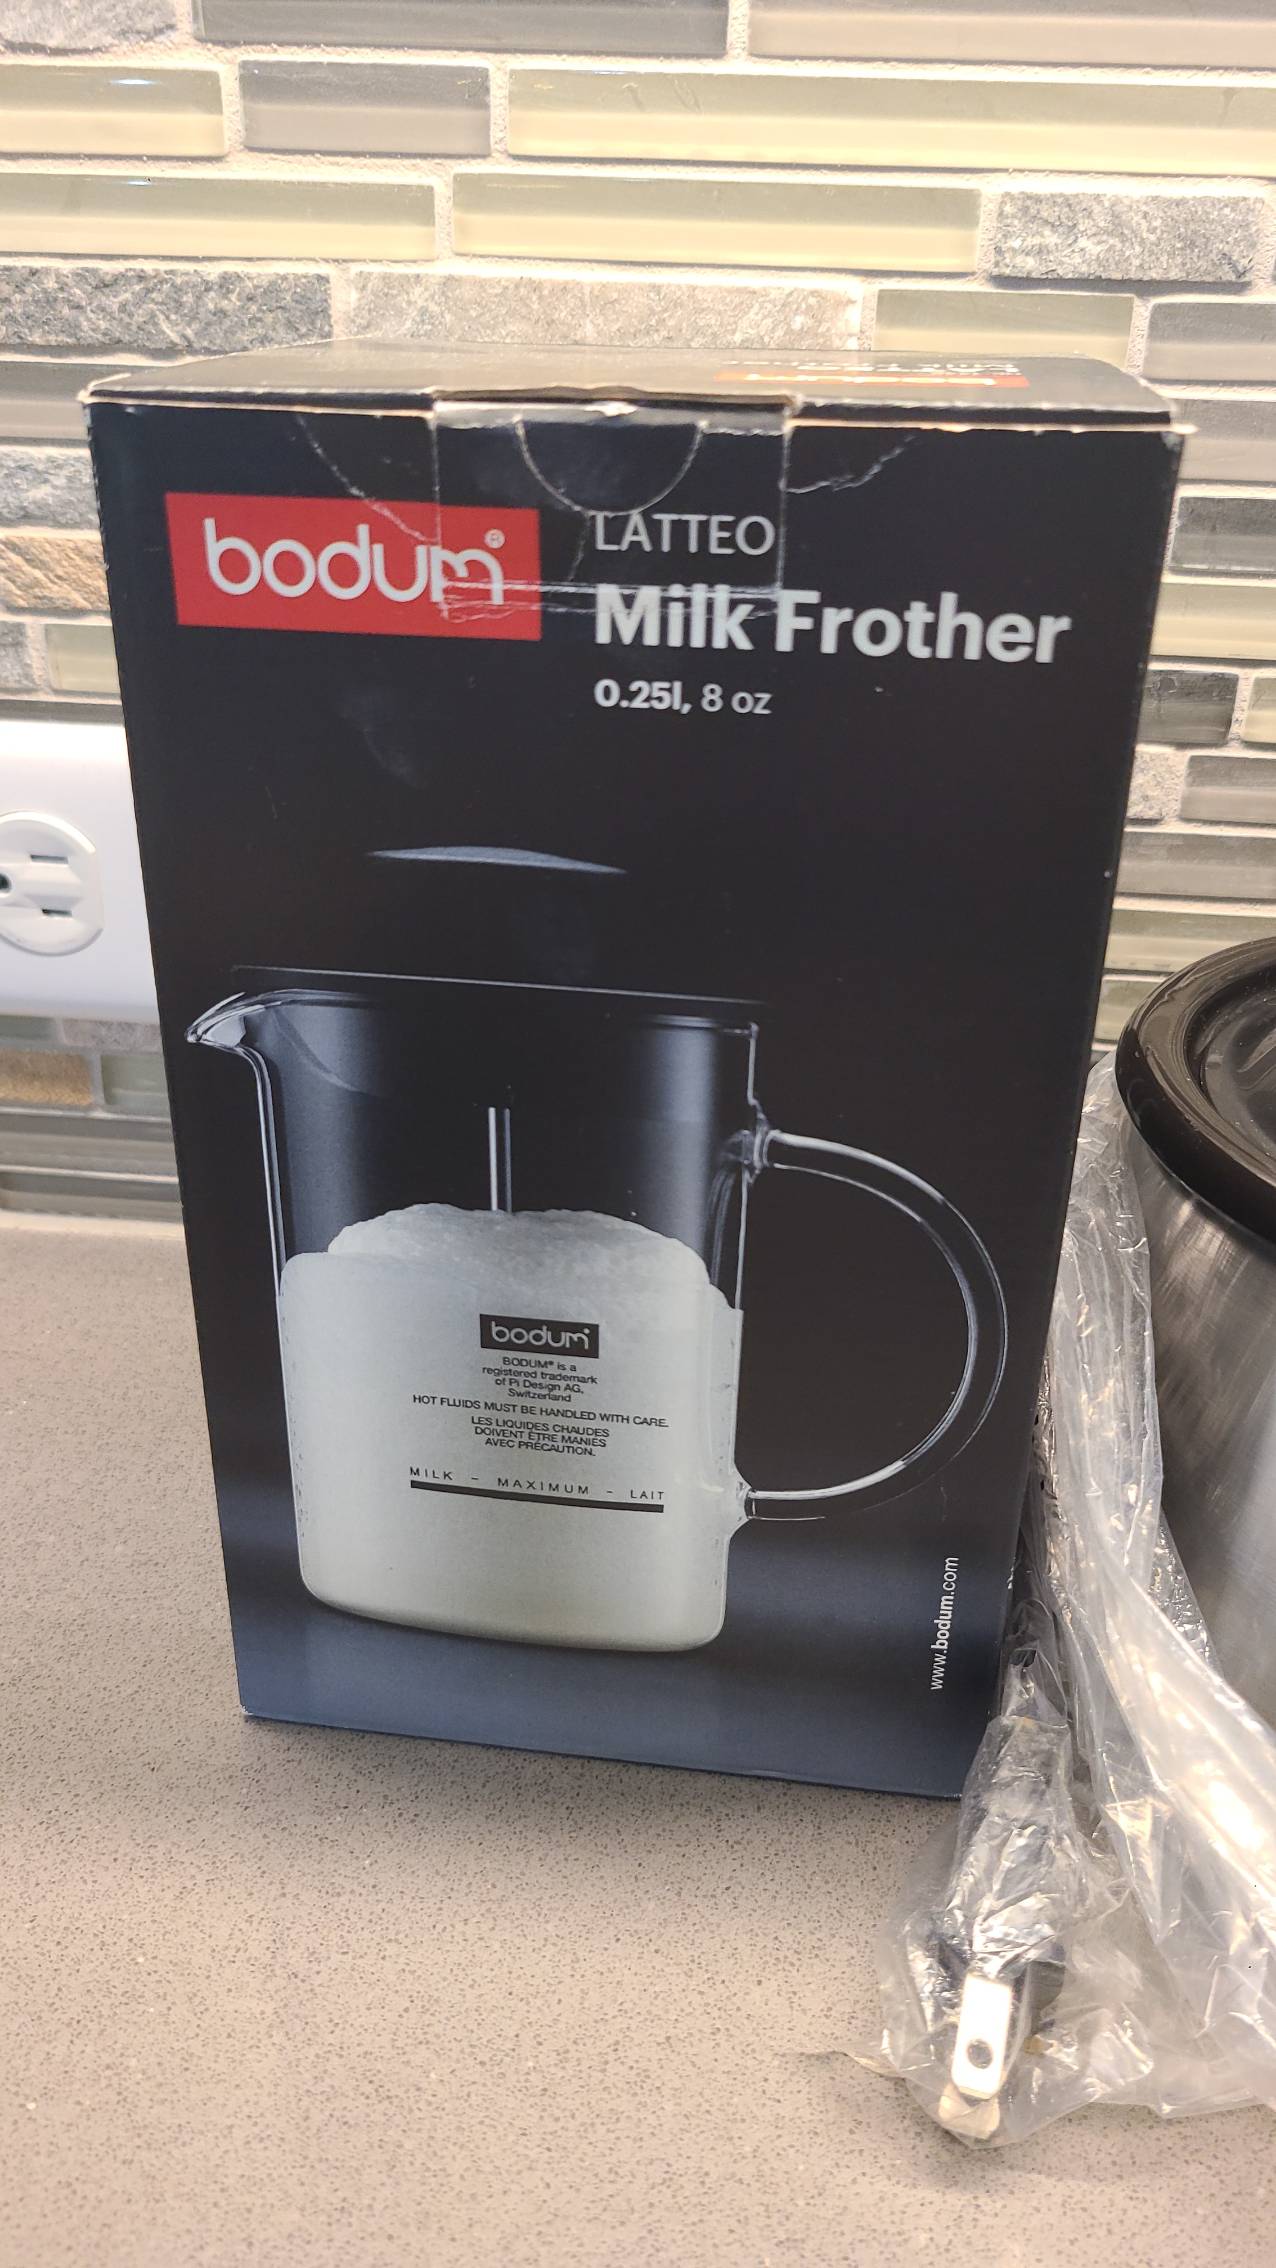 bodum®
LATTEO
Milk Frother
0.25l, 8 oz
bodum
BODUM® is a
registered trademark
of Pi Design AG,
Switzerland
HOT FLUIDS MUST BE HANDLED WITH CARE.
LES LIQUIDES CHAUDES
DOIVENT ÊTRE MANIÉS
AVEC PRÉCAUTION.
MILK - MAXIMUM - LAIT
www.bodum.com